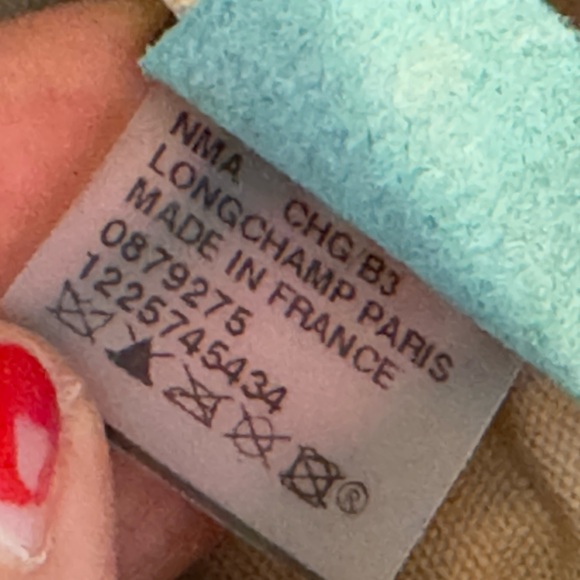 NMA CHG B3
LONGCHAMP PARIS
MADE IN FRANCE
0879275
1225745434
®